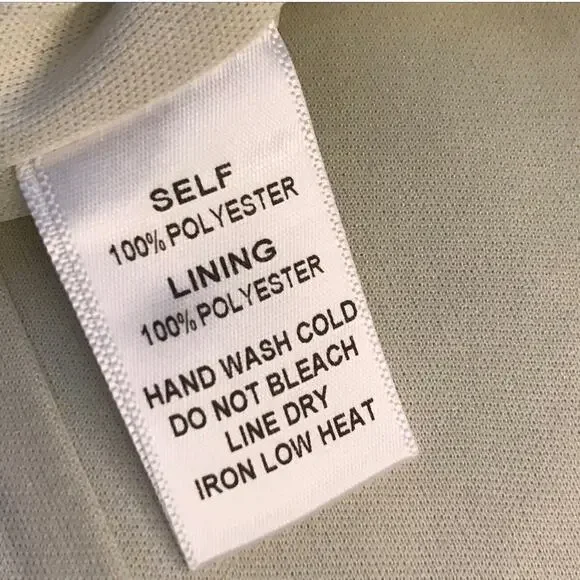 SELF
100% POLYESTER
LINING
100% POLYESTER
HAND WASH COLD
DO NOT BLEACH
LINE DRY
IRON LOW HEAT